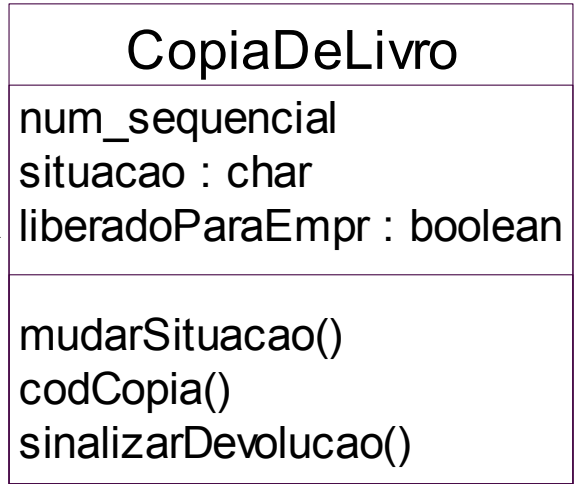 CopiaDeLivro
num_sequencial
situacao : char
liberadoParaEmpr : boolean
mudarSituacao()
codCopia()
sinalizarDevolucao()